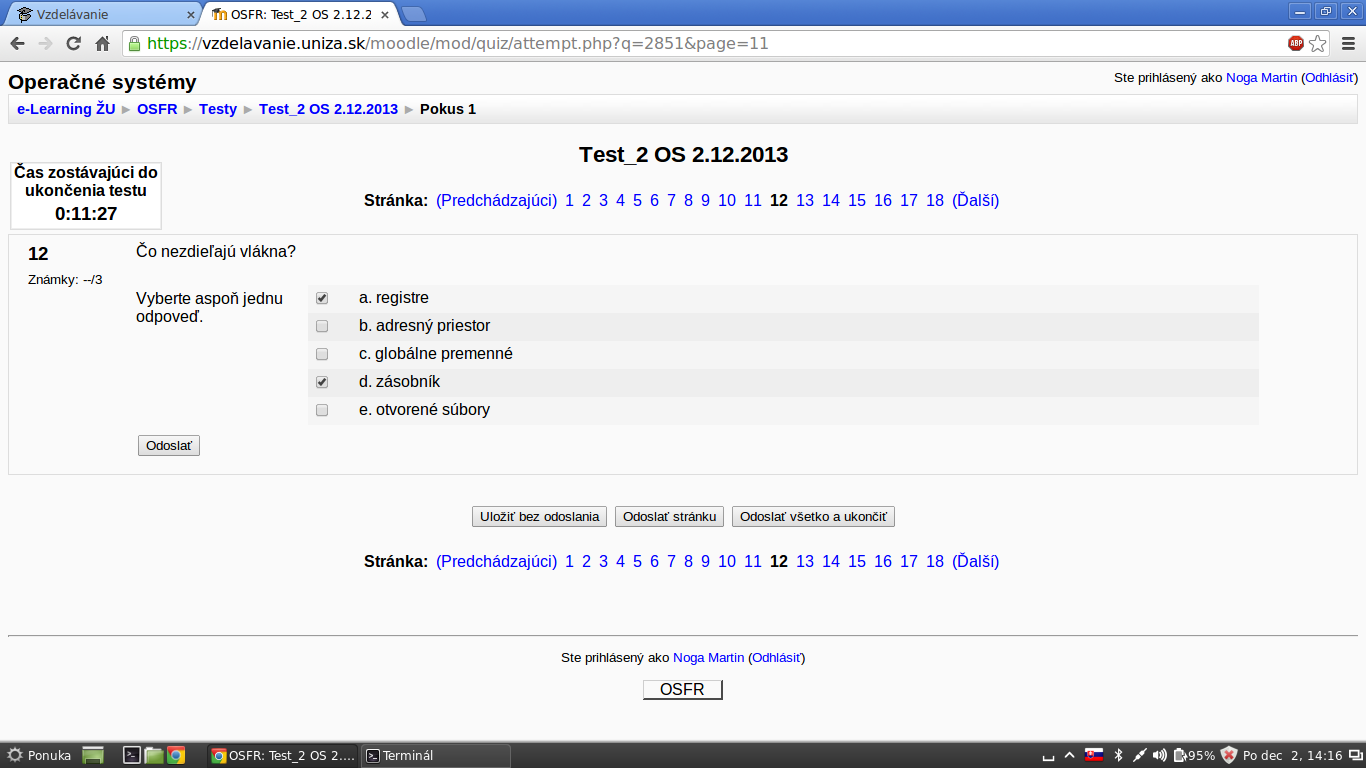 Vzdelávanie
OSFR: Test_2 OS 2.12.2
https://vzdelavanie.uniza.sk/moodle/mod/quiz/attempt.php?q=2851&page=11
ABP
Operačné systémy
Ste prihlásený ako Noga Martin (Odhlásiť)
e-Learning ŽU ► OSFR ► Testy ► Test_2 OS 2.12.2013 ► Pokus 1
Test_2 OS 2.12.2013
Čas zostávajúci do
ukončenia testu
0:11:27
Stránka: (Predchádzajúci) 1 2 3 4 5 6 7 8 9 10 11 12 13 14 15 16 17 18 (Ďalší)
12
Známky: --/3
Čo nezdieľajú vlákna?
Vyberte aspoň jednu
odpoveď.
a. registre
b. adresný priestor
c. globálne premenné
d. zásobník
e. otvorené súbory
Odoslať
Uložiť bez odoslania Odoslať stránku Odoslať všetko a ukončiť
Stránka: (Predchádzajúci) 1 2 3 4 5 6 7 8 9 10 11 12 13 14 15 16 17 18 (Ďalší)
Ste prihlásený ako Noga Martin (Odhlásiť)
OSFR
Ponuka OSFR: Test_2 OS 2.... Terminál 95% Po dec 2, 14:16